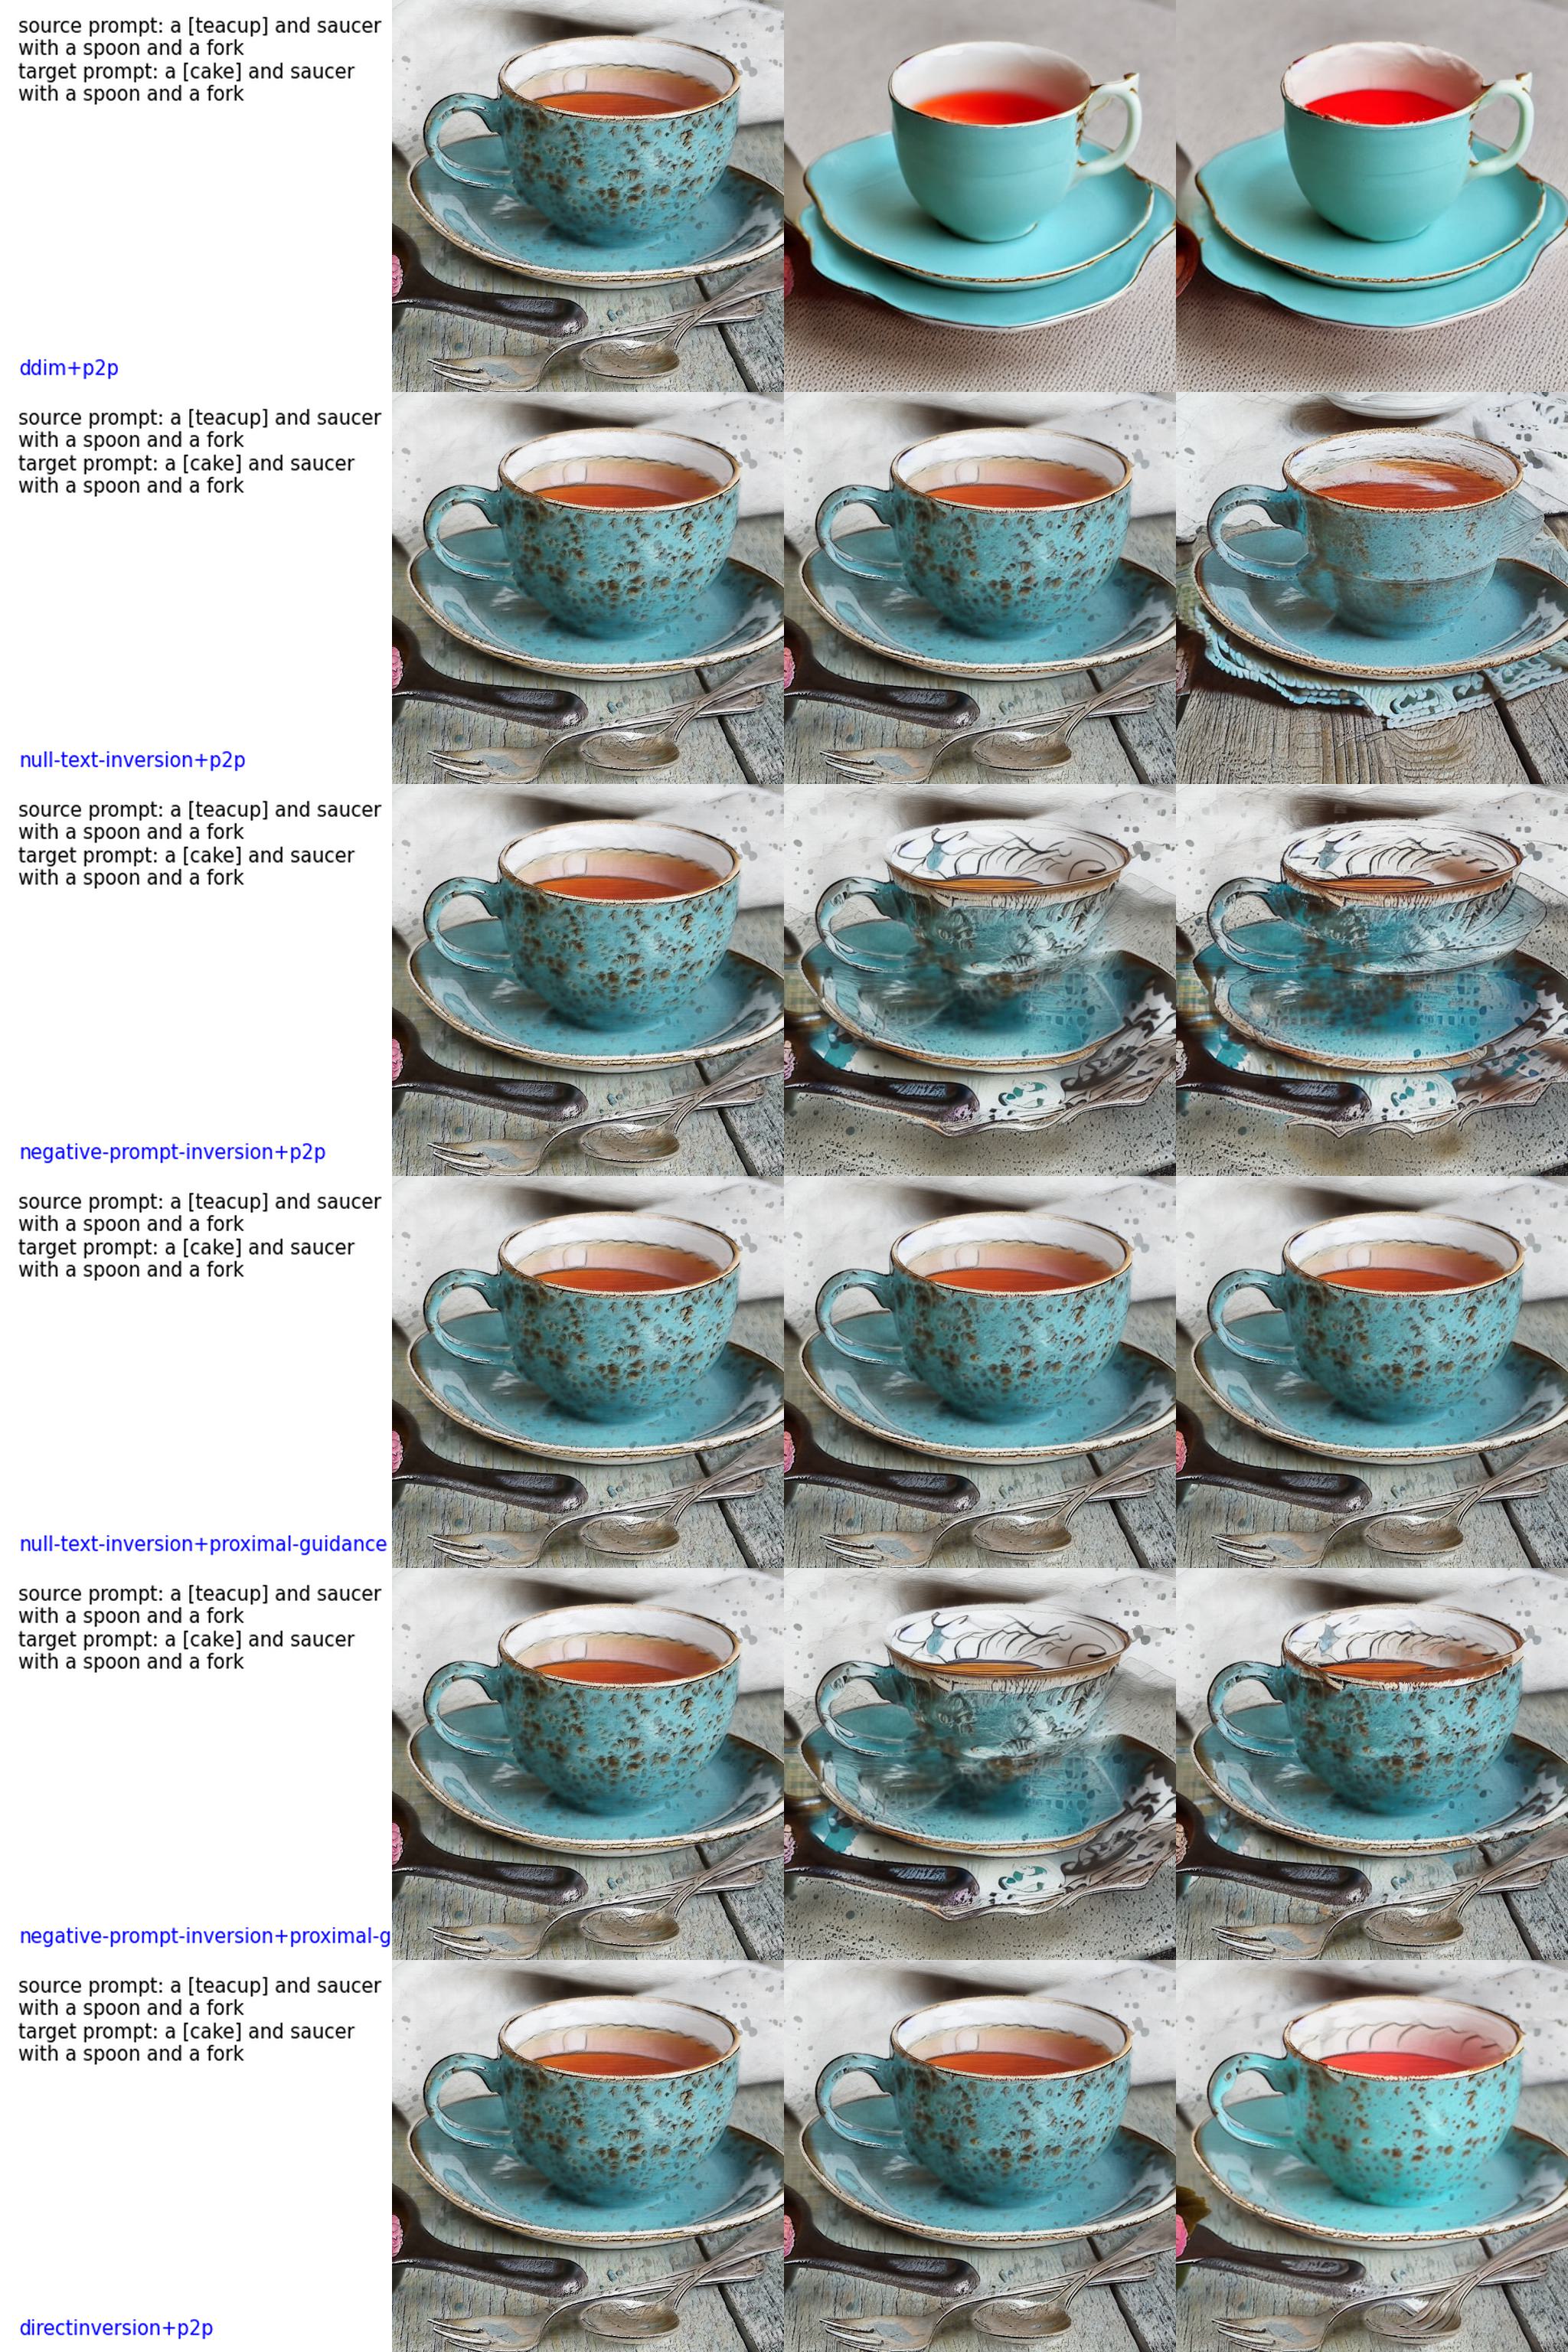 source prompt: a [teacup] and saucer
with a spoon and a fork
target prompt: a [cake] and saucer
with a spoon and a fork
ddim+p2p
source prompt: a [teacup] and saucer
with a spoon and a fork
target prompt: a [cake] and saucer
with a spoon and a fork
null-text-inversion+p2p
source prompt: a [teacup] and saucer
with a spoon and a fork
target prompt: a [cake] and saucer
with a spoon and a fork
negative-prompt-inversion+p2p
source prompt: a [teacup] and saucer
with a spoon and a fork
target prompt: a [cake] and saucer
with a spoon and a fork
null-text-inversion+proximal-guidance
source prompt: a [teacup] and saucer
with a spoon and a fork
target prompt: a [cake] and saucer
with a spoon and a fork
negative-prompt-inversion+proximal-g
source prompt: a [teacup] and saucer
with a spoon and a fork
target prompt: a [cake] and saucer
with a spoon and a fork
directinversion+p2p